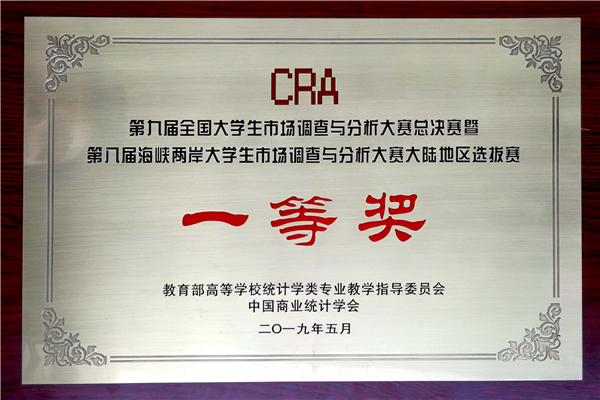 CRA
第九届全国大学生市场调查与分析大赛总决赛暨
第八届海峡两岸大学生市场调查与分析大赛大陆地区选拔赛
一等奖
教育部高等学校统计学类专业教学指导委员会
中国商业统计学会
二〇一九年五月